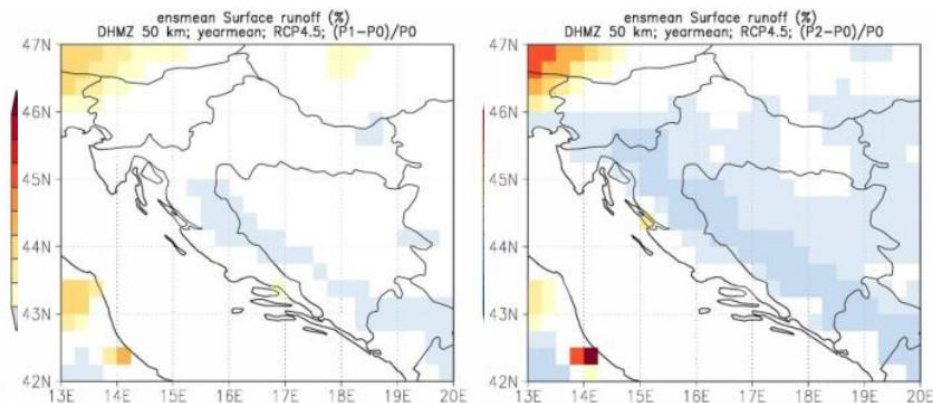 ensmean Surface runoff (%)
DHMZ 50 km; yearmean; RCP4.5; (P1-P0)/P0
47N
46N
45N
44N
43N
42N
13E 14E 15E 16E 17E 18E 19E 20E
ensmean Surface runoff (%)
DHMZ 50 km; yearmean; RCP4.5; (P2-P0)/P0
47N
46N
45N
44N
43N
42N
13E 14E 15E 16E 17E 18E 19E 20E